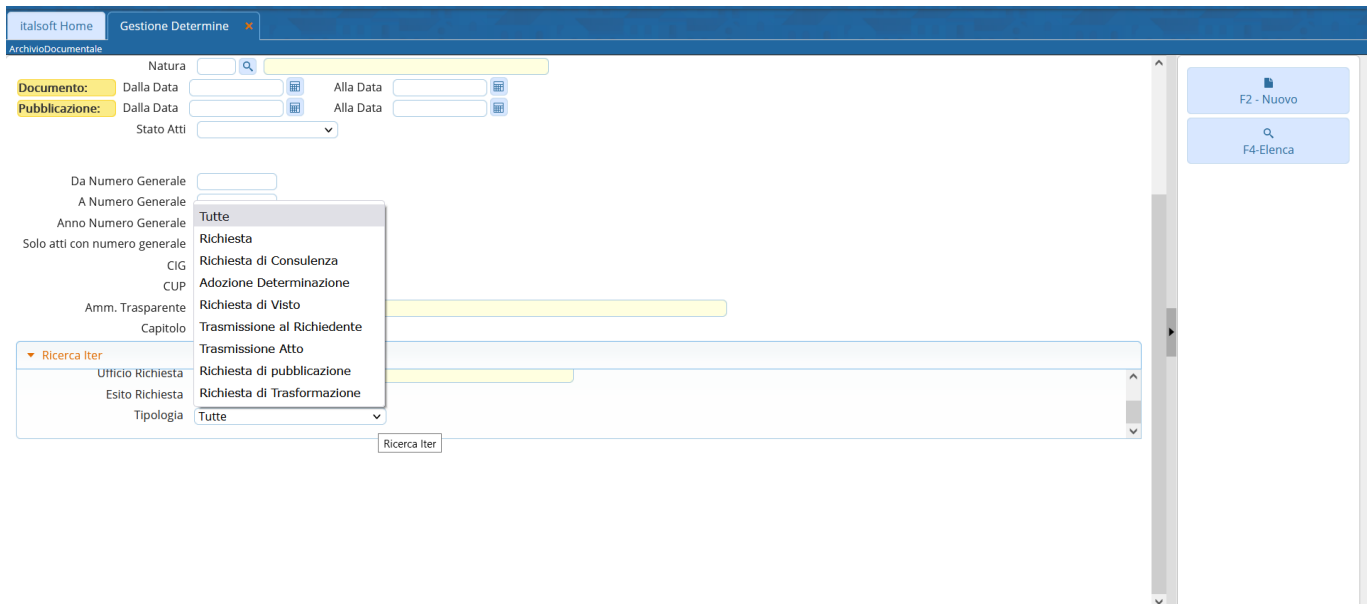 italsoft Home Gestione Determine ×
ArchivioDocumentale
Natura
Documento: Dalla Data Alla Data
Pubblicazione: Dalla Data Alla Data
Stato Atti
F2 - Nuovo
F4-Elenca
Da Numero Generale
A Numero Generale
Anno Numero Generale
Solo atti con numero generale
CIG
CUP
Amm. Trasparente
Capitolo
Tutte
Richiesta
Richiesta di Consulenza
Adozione Determinazione
Richiesta di Visto
Trasmissione al Richiedente
Trasmissione Atto
Richiesta di pubblicazione
Richiesta di Trasformazione
Ricerca Iter
Ufficio Richiesta
Esito Richiesta
Tipologia Tutte
Ricerca Iter